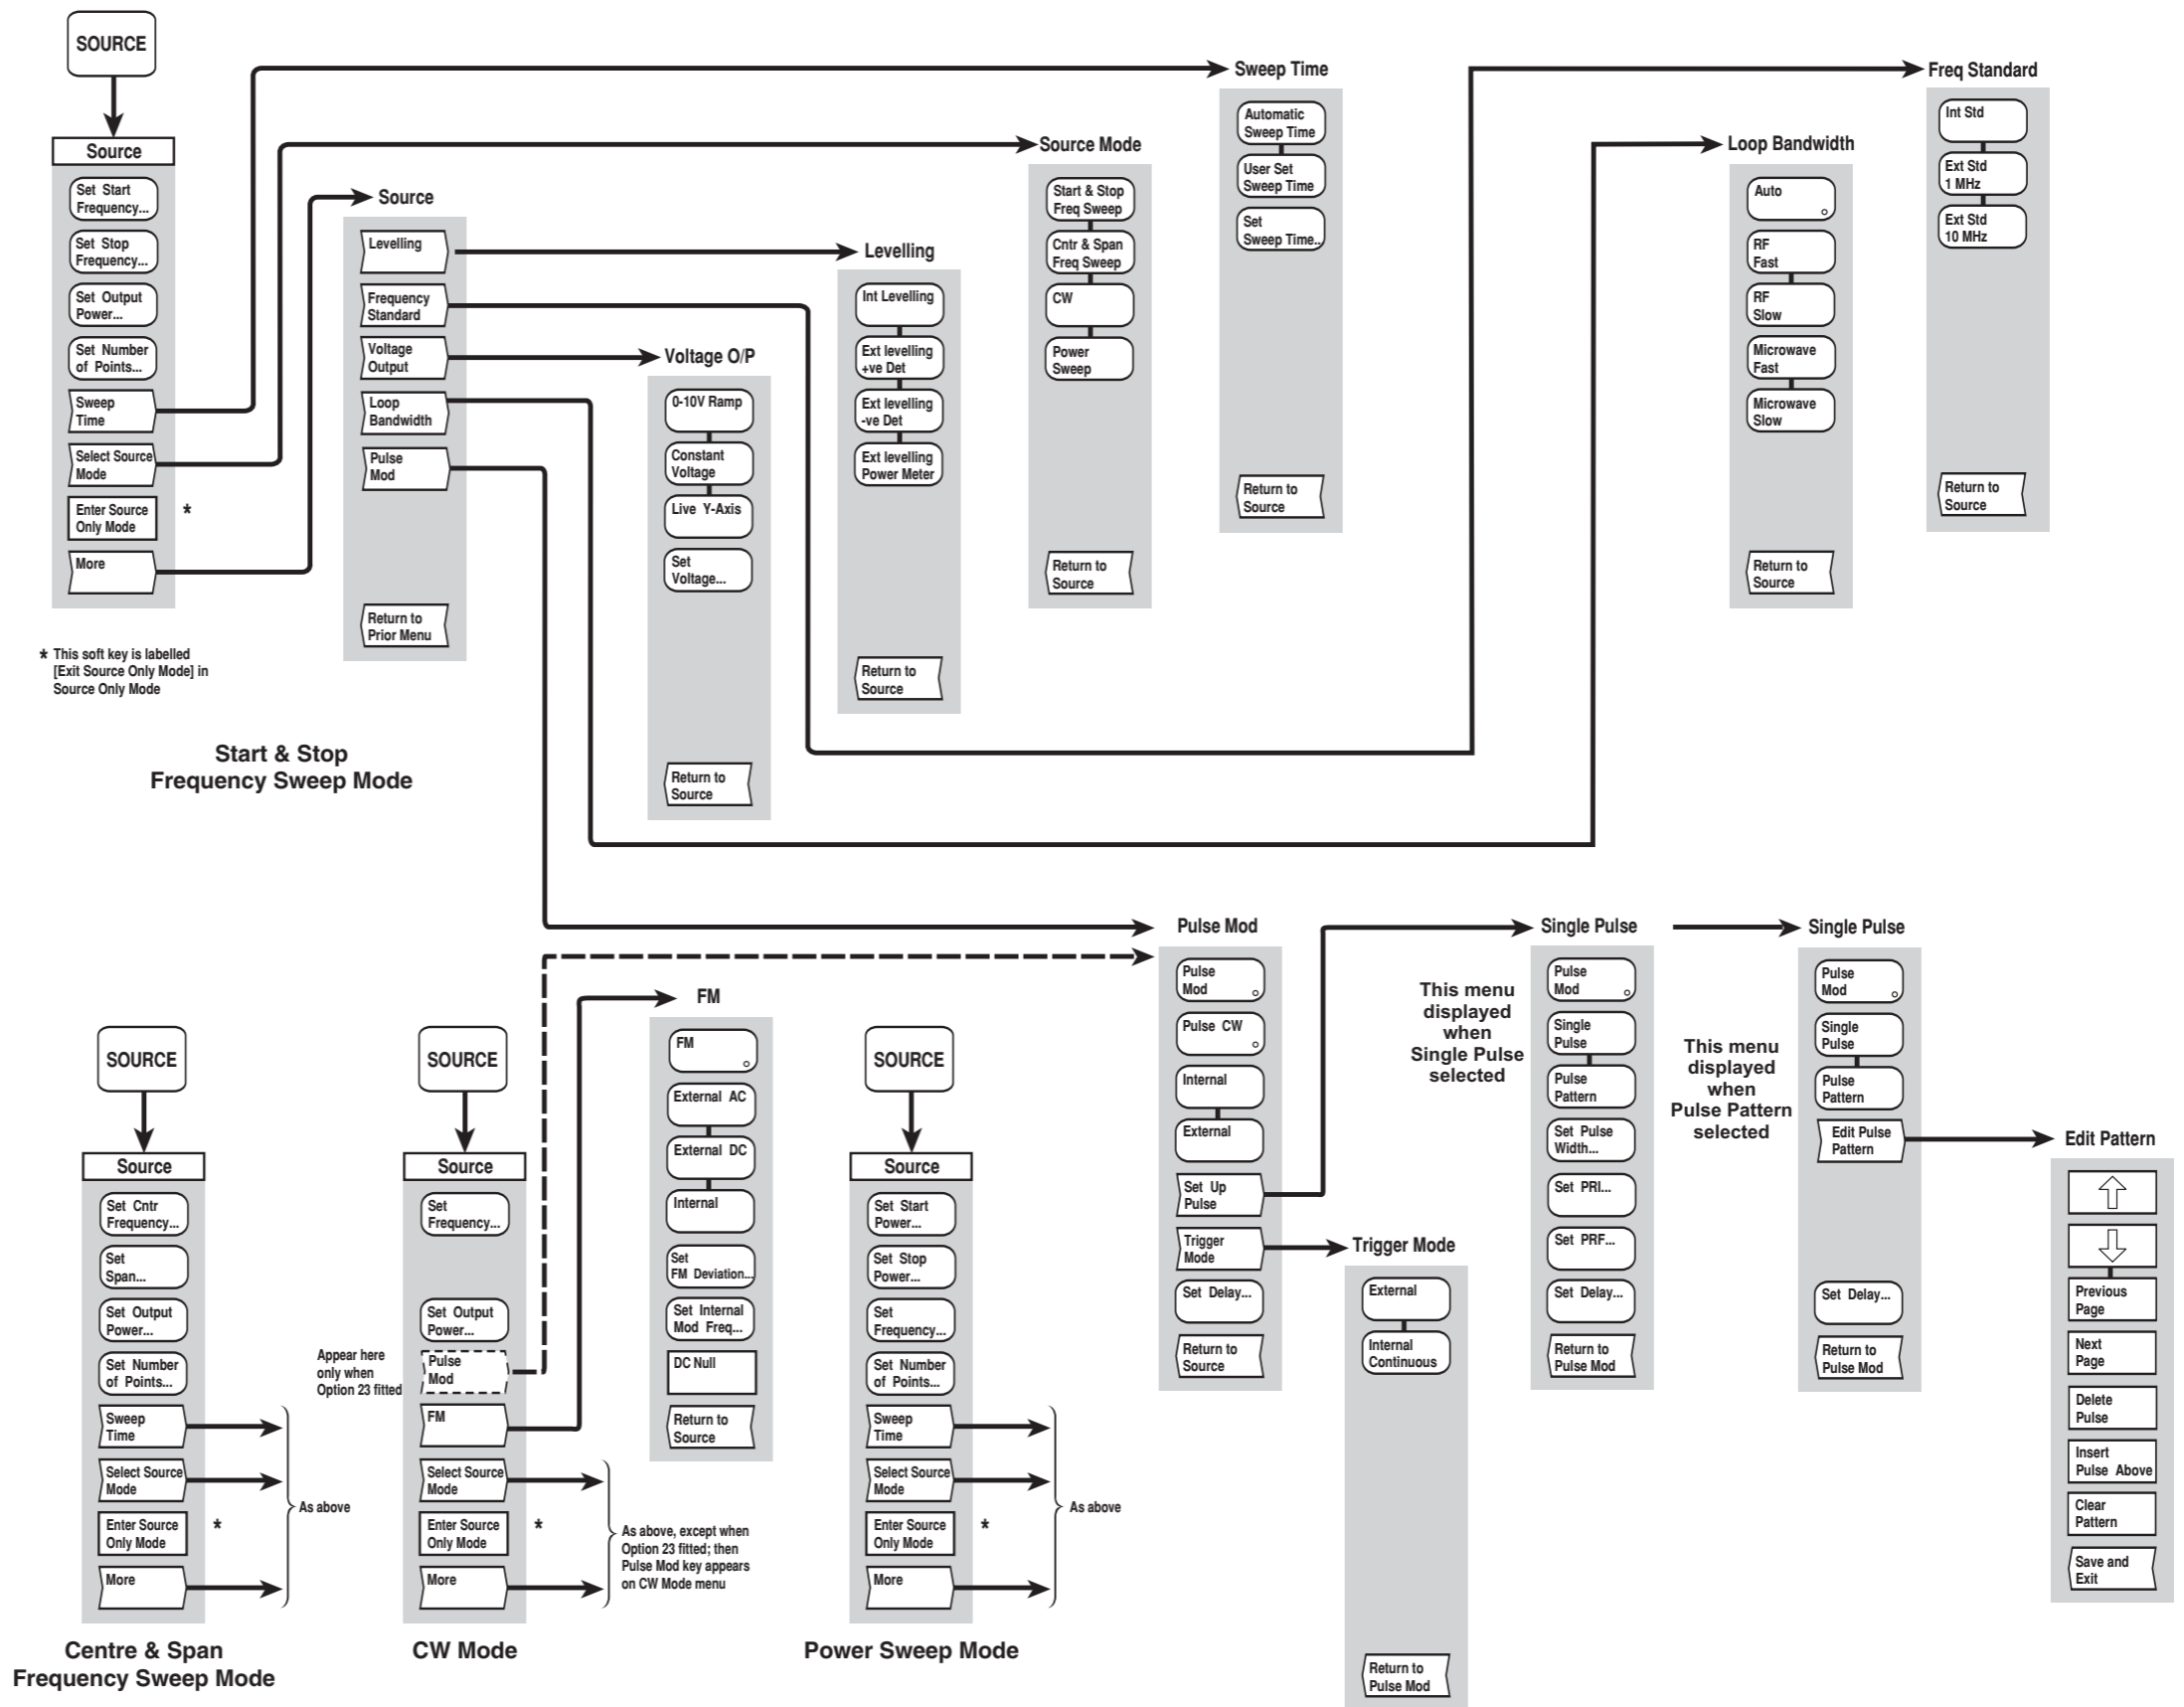 SOURCE
Source
Set Start
Frequency...
Set Stop
Frequency...
Set Output
Power...
Set Number
of Points...
Sweep
Time
Select Source
Mode
Enter Source
Only Mode
*
More
* This soft key is labelled
[Exit Source Only Mode] in
Source Only Mode
Start & Stop
Frequency Sweep Mode
Source
Levelling
Frequency
Standard
Voltage
Output
Loop
Bandwidth
Pulse
Mod
Return to
Prior Menu
Voltage O/P
0-10V Ramp
Constant
Voltage
Live Y-Axis
Set
Voltage...
Return to
Source
Levelling
Int Levelling
Ext levelling
+ve Det
Ext levelling
-ve Det
Ext levelling
Power Meter
Return to
Source
Source Mode
Start & Stop
Freq Sweep
Cntr & Span
Freq Sweep
CW
Power
Sweep
Return to
Source
Sweep Time
Automatic
Sweep Time
User Set
Sweep Time
Set
Sweep Time...
Return to
Source
Loop Bandwidth
Auto
RF
Fast
RF
Slow
Microwave
Fast
Microwave
Slow
Return to
Source
Freq Standard
Int Std
Ext Std
1 MHz
Ext Std
10 MHz
Return to
Source
SOURCE
Source
Set Cntr
Frequency...
Set
Span...
Set Output
Power...
Set Number
of Points...
Sweep
Time
Select Source
Mode
Enter Source
Only Mode
*
More
As above
Centre & Span
Frequency Sweep Mode
SOURCE
Source
Set
Frequency...
Set Output
Power...
Appear here
only when
Option 23 fitted
Pulse
Mod
FM
Select Source
Mode
Enter Source
Only Mode
*
More
As above, except when
Option 23 fitted; then
Pulse Mod key appears
on CW Mode menu
CW Mode
FM
FM
External AC
External DC
Internal
Set
FM Deviation...
Set Internal
Mod Freq...
DC Null
Return to
Source
SOURCE
Source
Set Start
Power...
Set Stop
Power...
Set
Frequency...
Set Number
of Points...
Sweep
Time
Select Source
Mode
Enter Source
Only Mode
*
More
As above
Power Sweep Mode
Pulse Mod
Pulse
Mod
Pulse CW
Internal
External
Set Up
Pulse
Trigger
Mode
Set Delay...
Return to
Source
Trigger Mode
External
Internal
Continuous
Return to
Pulse Mod
This menu
displayed
when
Single Pulse
selected
Single Pulse
Pulse
Mod
Single
Pulse
Pulse
Pattern
Set Pulse
Width...
Set PRI...
Set PRF...
Set Delay...
Return to
Pulse Mod
This menu
displayed
when
Pulse Pattern
selected
Single Pulse
Pulse
Mod
Single
Pulse
Pulse
Pattern
Edit Pulse
Pattern
Set Delay...
Return to
Pulse Mod
Edit Pattern
Previous
Page
Next
Page
Delete
Pulse
Insert
Pulse Above
Clear
Pattern
Save and
Exit